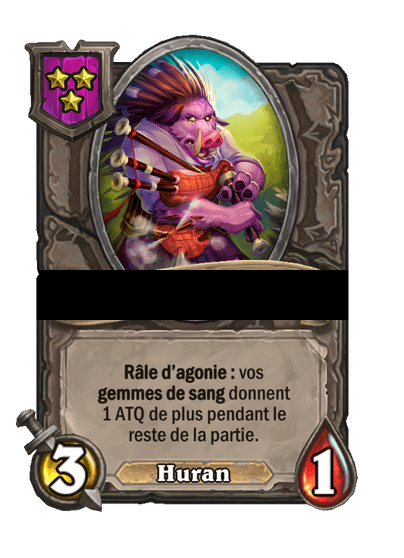 Râle d'agonie : vos
gemmes de sang donnent
1 ATQ de plus pendant le
reste de la partie.
3
Huran
1